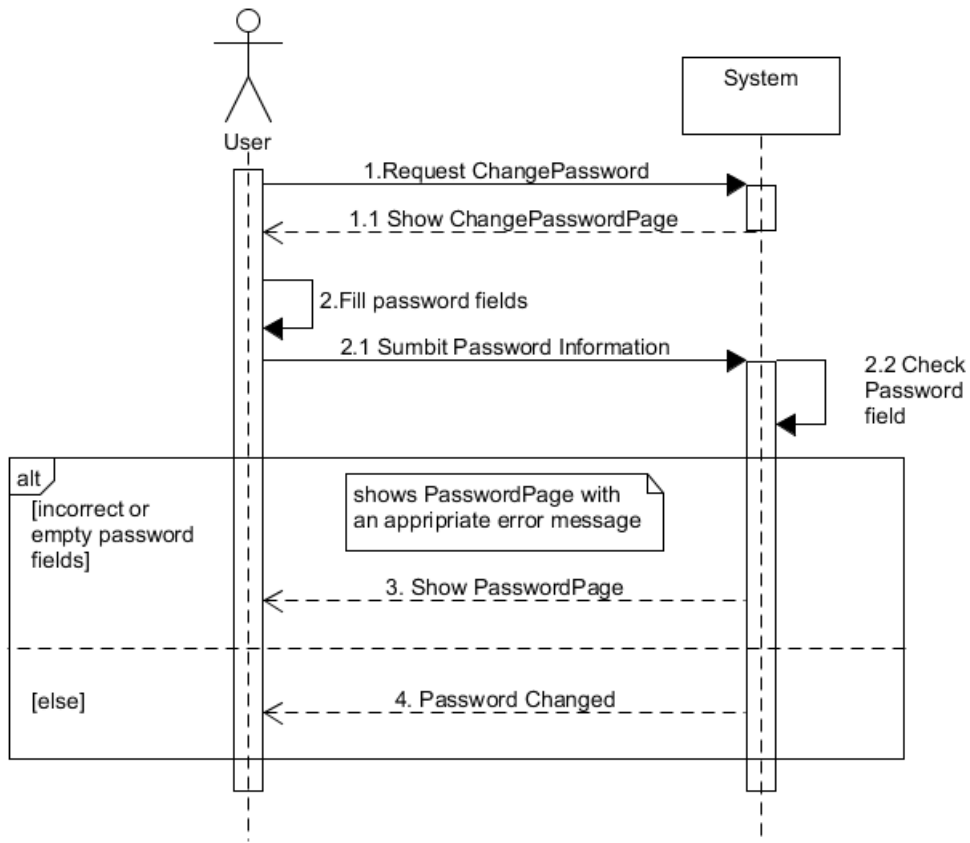 User
System
1.Request ChangePassword
1.1 Show ChangePasswordPage
2.Fill password fields
2.1 Sumbit Password Information
2.2 Check
Password
field
alt
[incorrect or
empty password
fields]
shows PasswordPage with
an appripriate error message
3. Show PasswordPage
[else]
4. Password Changed